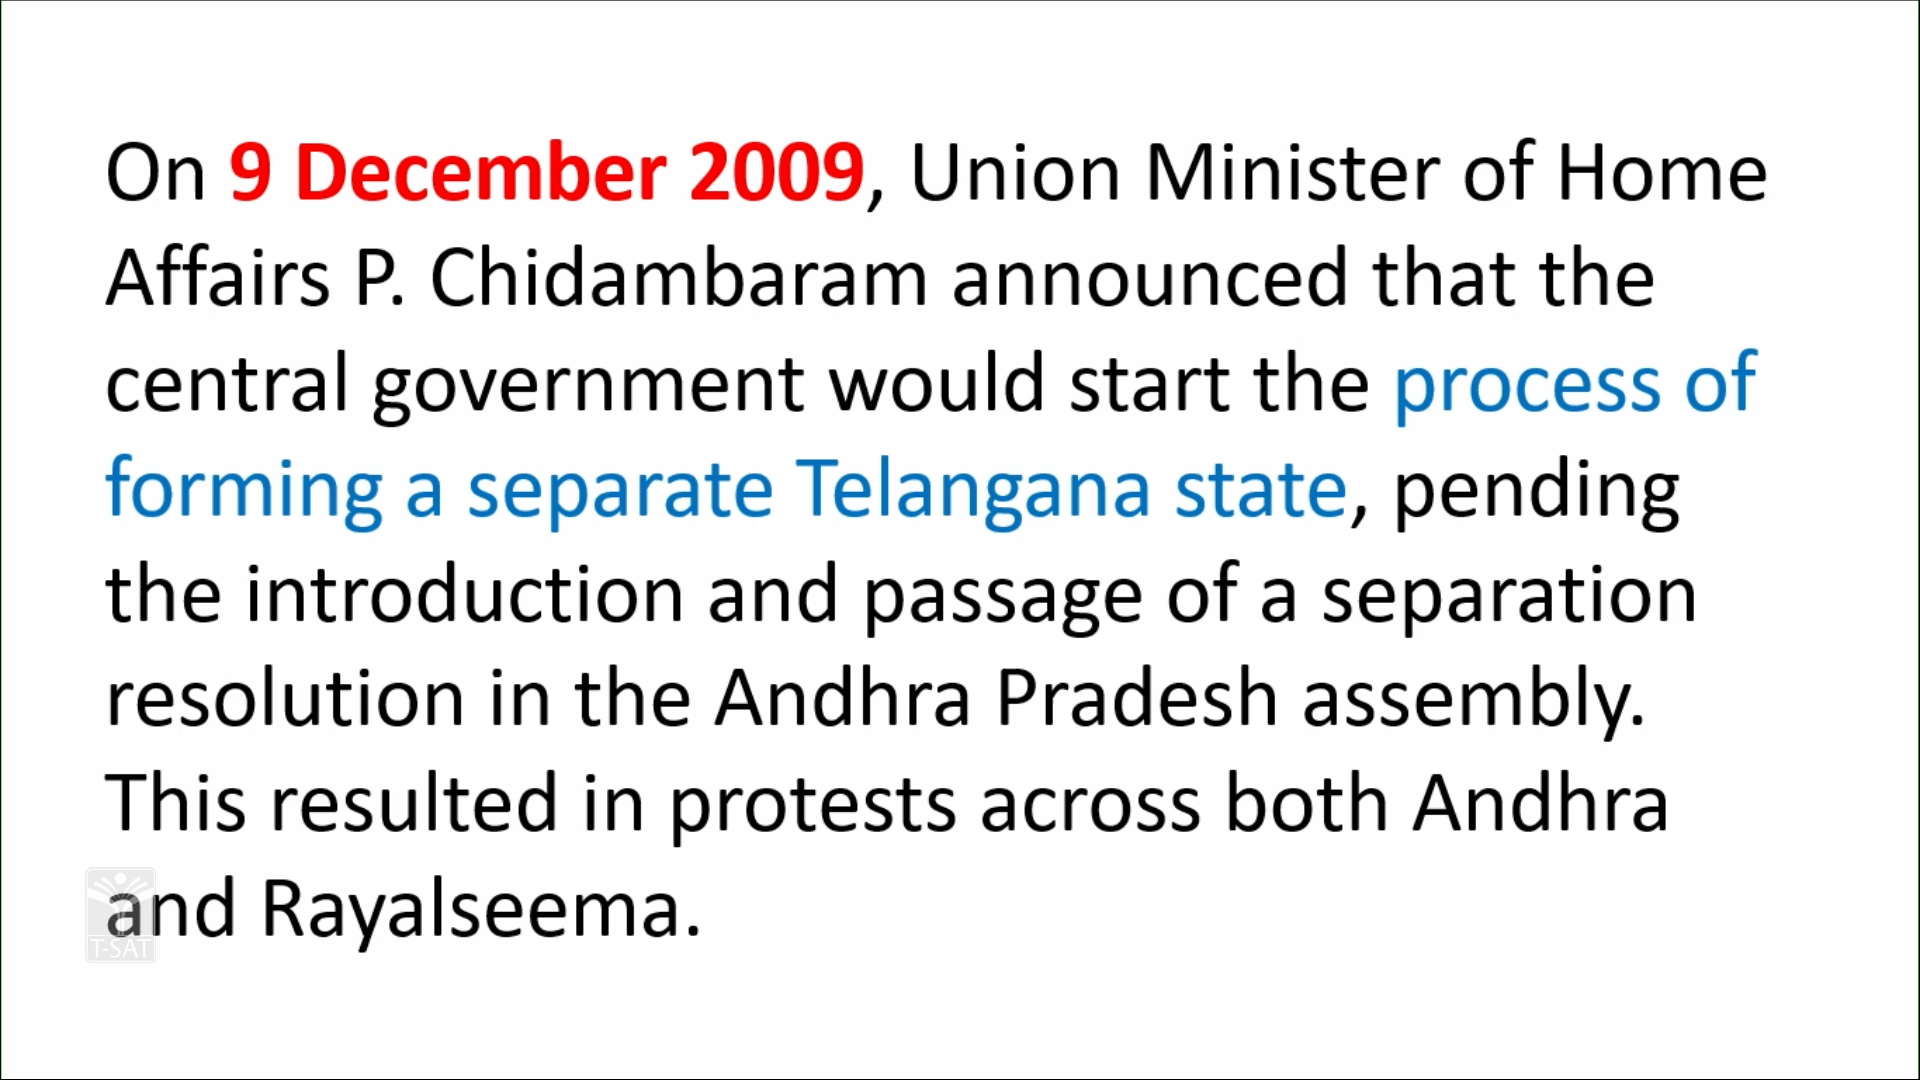 On 9 December 2009, Union Minister of Home
Affairs P. Chidambaram announced that the
central government would start the process of
forming a separate Telangana state, pending
the introduction and passage of a separation
resolution in the Andhra Pradesh assembly.
This resulted in protests across both Andhra
and Rayalseema.
T-SAT